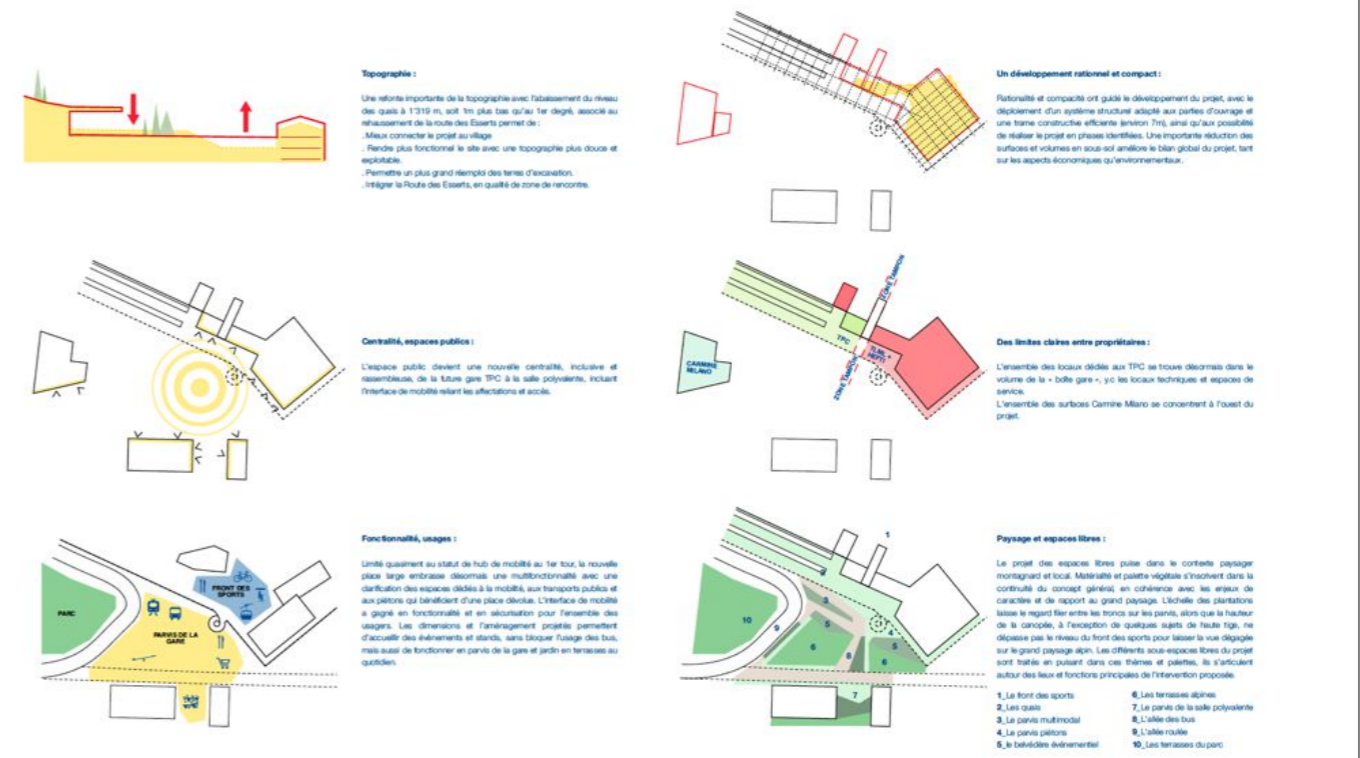 Topographie :
Une refonte importante de la topographie avec l'abaissement du niveau
des quais à 1'319 m, soit 1m plus bas qu'au 1er degré, associé au
rehaussement de la route des Esserts permet de :
. Mieux connecter le projet au village
. Rendre plus fonctionnel le site avec une topographie plus douce et
exploitable.
. Permettre un plus grand réemploi des terres d'excavation.
. Intégrer la Route des Esserts, en qualité de zone de rencontre.
Un développement rationnel et compact :
Rationalité et compacité ont guidé le développement du projet, avec le
déploiement d'un système structurel adapté aux parties d'ouvrage et
une trame constructive efficiente (environ 7m), ainsi qu'aux possibilité
de réaliser le projet en phases identifiées. Une importante réduction des
surfaces et volumes en sous-sol améliore le bilan global du projet, tant
sur les aspects économiques qu'environnementaux.
Centralité, espaces publics :
L'espace public devient une nouvelle centralité, inclusive et
rassembleuse, de la future gare TPC à la salle polyvalente, incluant
l'interface de mobilité reliant les affectations et accès.
ZONE TAMPON
TPC
TLML +
HEFTI
CARMINE
MILANO
ZONE TAMPON
Des limites claires entre propriétaires :
L'ensemble des locaux dédiés aux TPC se trouve désormais dans le
volume de la « boîte gare », y.c les locaux techniques et espaces de
service.
L'ensemble des surfaces Carmine Milano se concentrent à l'ouest du
projet.
PARC
FRONT DES
SPORTS
PARVIS DE LA
GARE
Fonctionnalité, usages :
Limité quasiment au statut de hub de mobilité au 1er tour, la nouvelle
place large embrasse désormais une multifonctionnalité avec une
clarification des espaces dédiés à la mobilité, aux transports publics et
aux piétons qui bénéficient d'une place dévolue. L'interface de mobilité
a gagné en fonctionnalité et en sécurisation pour l'ensemble des
usagers. Les dimensions et l'aménagement projetés permettent
d'accueillir des événements et stands, sans bloquer l'usage des bus,
mais aussi de fonctionner en parvis de la gare et jardin en terrasses au
quotidien.
1
2
3
5
4
10
9
6
8
5
6
7
Paysage et espaces libres :
Le projet des espaces libres puise dans le contexte paysager
montagnard et local. Matérialité et palette végétale s'inscrivent dans la
continuité du concept général, en cohérence avec les enjeux de
caractère et de rapport au grand paysage. L'échelle des plantations
laisse le regard filer entre les troncs sur les parvis, alors que la hauteur
de la canopée, à l'exception de quelques sujets de haute tige, ne
dépasse pas le niveau du front des sports pour laisser la vue dégagée
sur le grand paysage alpin. Les différents sous-espaces libres du projet
sont traités en puisant dans ces thèmes et palettes, ils s'articulent
autour des lieux et fonctions principales de l'intervention proposée.
1_Le front des sports
2_Les quais
3_Le parvis multimodal
4_Le parvis piétons
5_le belvédère événementiel
6_Les terrasses alpines
7_Le parvis de la salle polyvalente
8_L'allée des bus
9_L'allée roulée
10_Les terrasses du parc